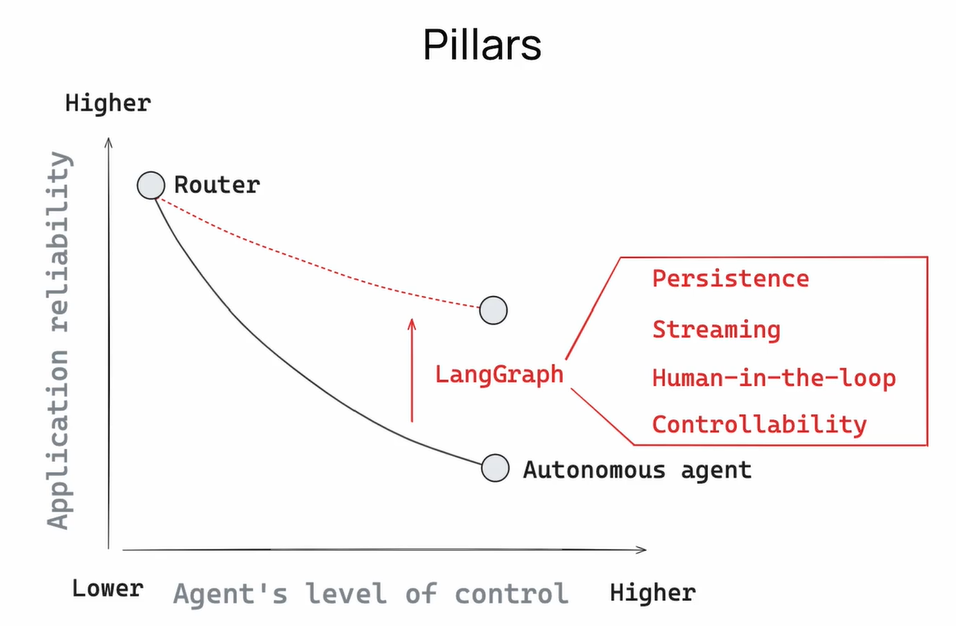 Pillars
Higher
Application reliability
Router
Persistence
Streaming
LangGraph
Human-in-the-loop
Controllability
Autonomous agent
Lower
Agent's level of control
Higher